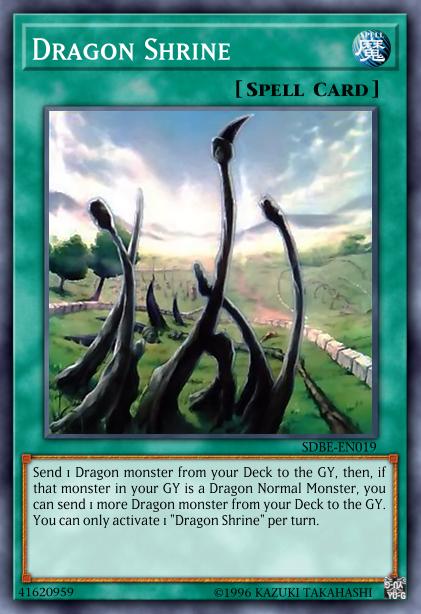 Dragon Shrine
SPELL
魔
[Spell Card]
SDBE-EN019
Send 1 Dragon monster from your Deck to the GY, then, if
that monster in your GY is a Dragon Normal Monster, you
can send 1 more Dragon monster from your Deck to the GY.
You can only activate 1 "Dragon Shrine" per turn.
41620959
©1996 KAZUKI TAKAHASHI